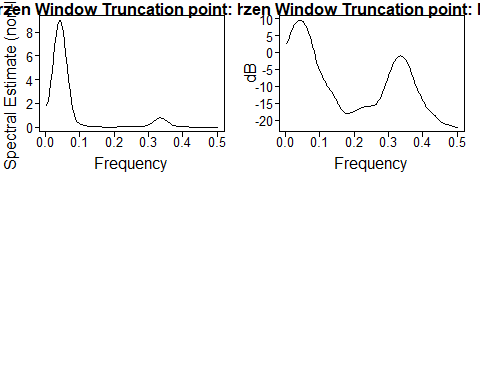 rzen Window Truncation point: rzen Window Truncation point:
Spectral Estimate (not
8
6
4
2
0
0.0 0.1 0.2 0.3 0.4 0.5
Frequency
dB
10
5
0
-5
-10
-15
-20
0.0 0.1 0.2 0.3 0.4 0.5
Frequency